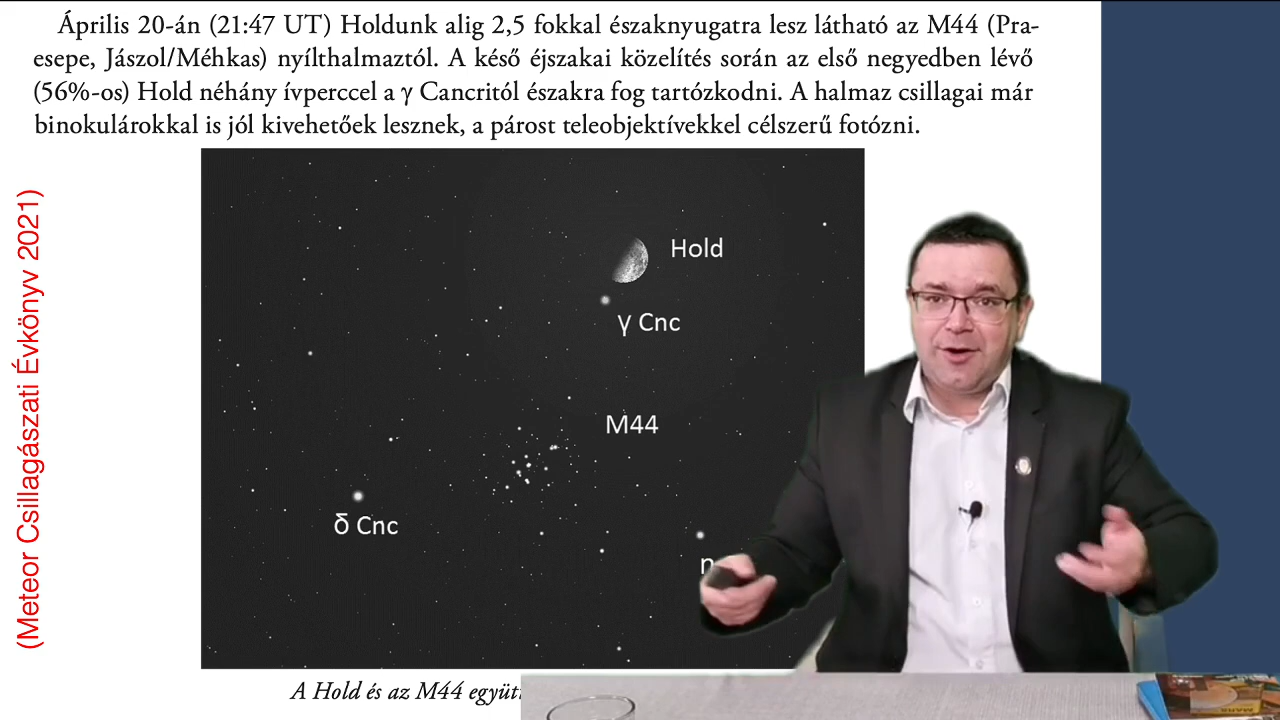 Április 20-án (21:47 UT) Holdunk alig 2,5 fokkal északnyugatra lesz látható az M44 (Pra-
esepe, Jászol/Méhkas) nyílthalmaztól. A késő éjszakai közelítés során az első negyedben lévő
(56%-os) Hold néhány ívperccel a γ Cancritól északra fog tartózkodni. A halmaz csillagai már
binokulárokkal is jól kivehetőek lesznek, a párost teleobjektívekkel célszerű fotózni.
(Meteor Csillagászati Évkönyv 2021)
Hold
γ Cnc
M44
δ Cnc
A Hold és az M44